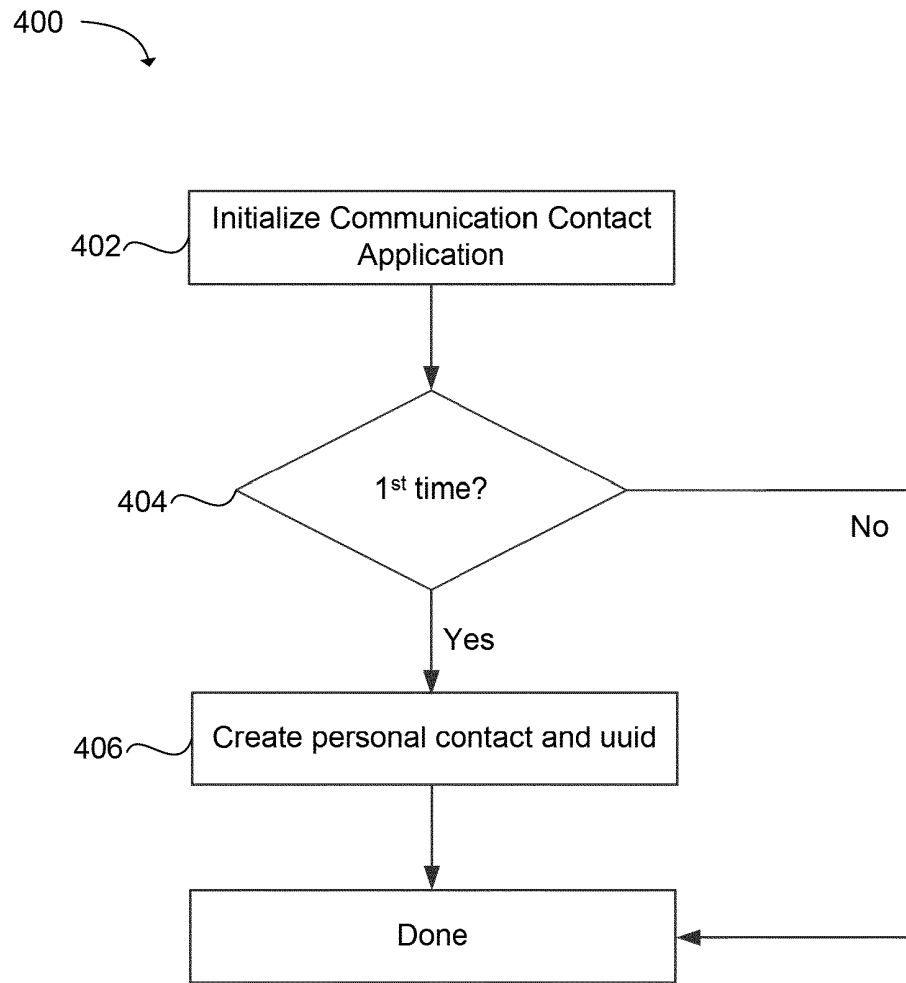 400
Initialize Communication Contact
Application
402
1st time?
404
No
Yes
Create personal contact and uuid
406
Done